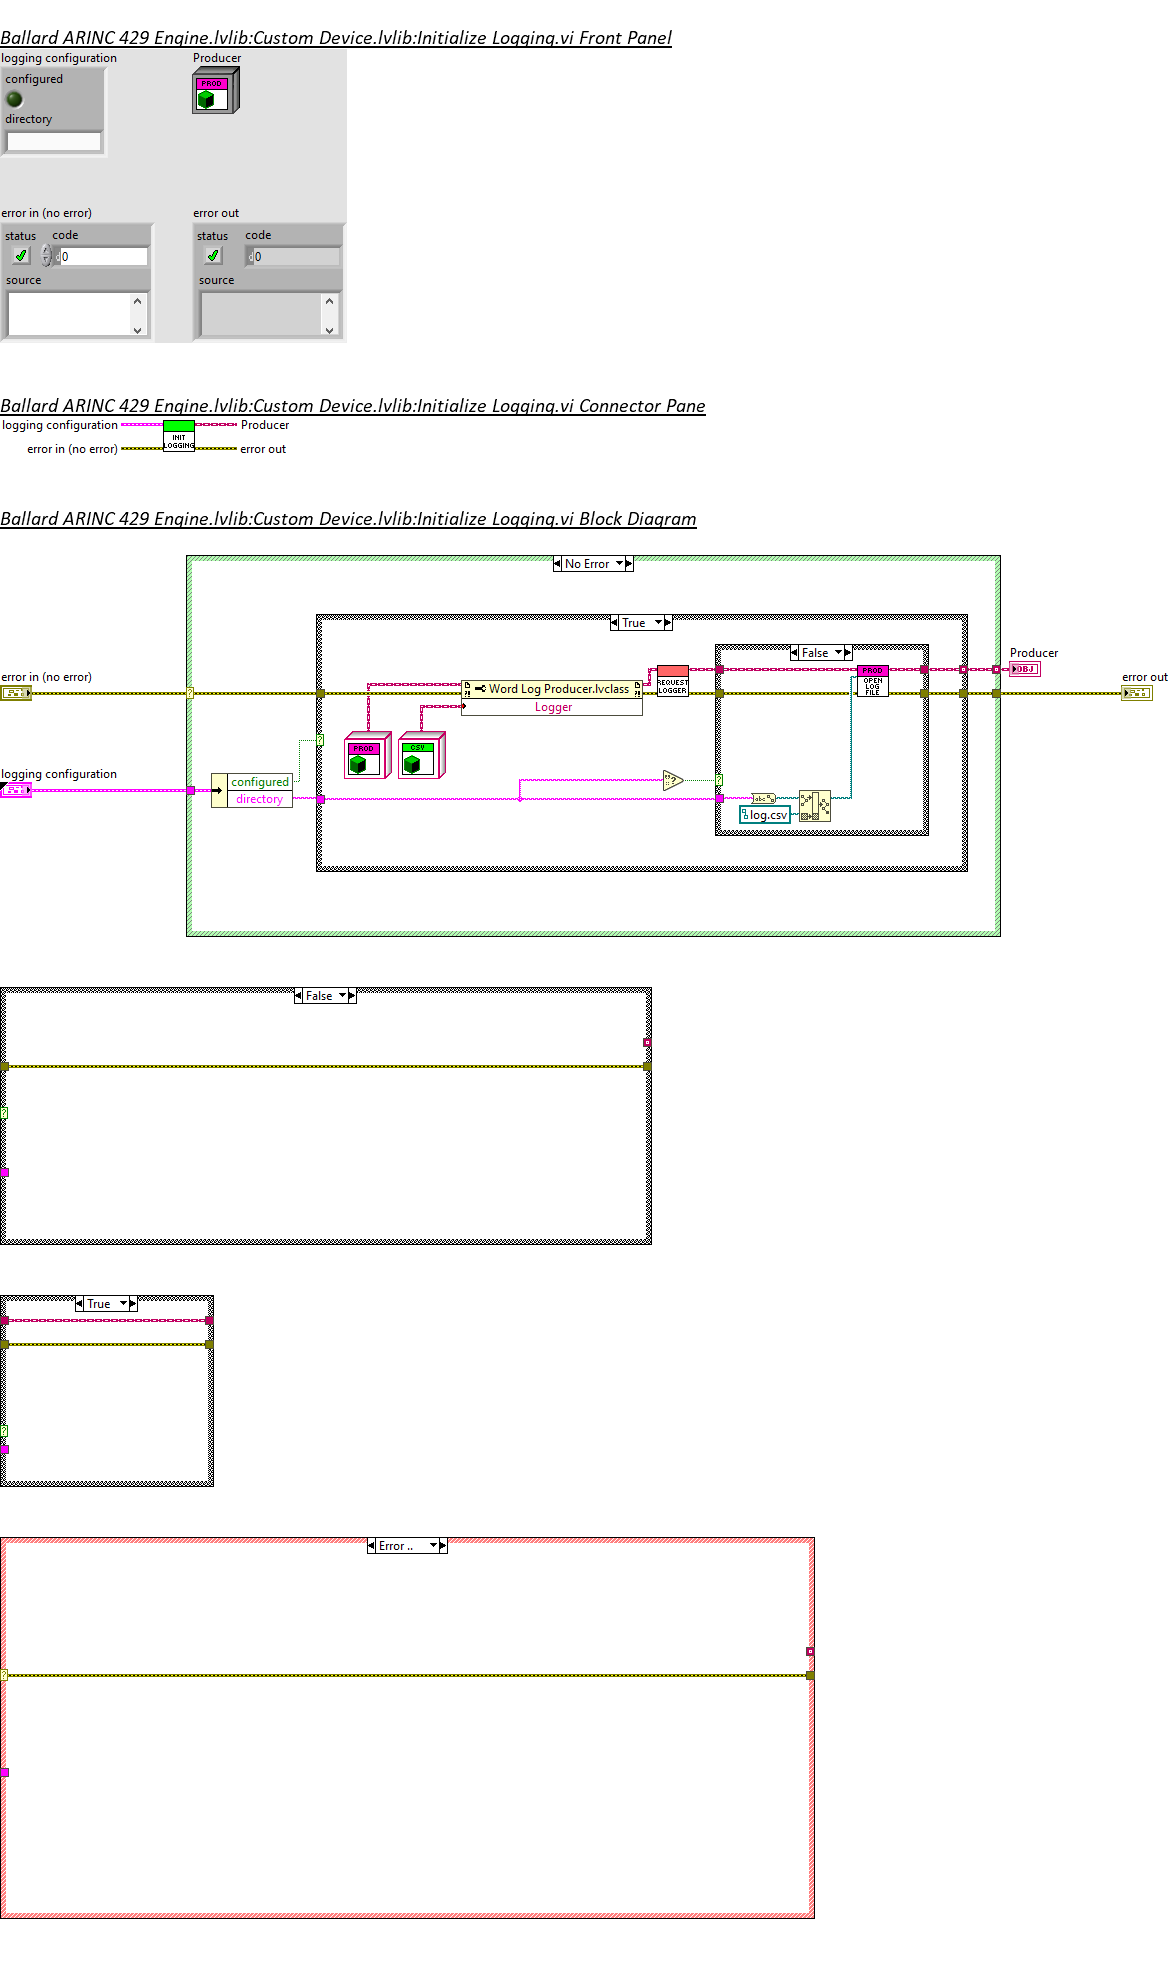 Ballard ARINC 429 Engine.lvlib:Custom Device.lvlib:Initialize Logging.vi Front Panel
logging configuration
Producer
configured
PROD
directory
error in (no error)
error out
status code
status code
0
0
source
source
Ballard ARINC 429 Engine.lvlib:Custom Device.lvlib:Initialize Logging.vi Connector Pane
logging configuration
Producer
INIT
LOGGING
error in (no error)
error out
Ballard ARINC 429 Engine.lvlib:Custom Device.lvlib:Initialize Logging.vi Block Diagram
No Error
True
False
Producer
OBJ
error in (no error)
error out
Word Log Producer.lvclass
Logger
REQUEST
LOGGER
PROD
OPEN
LOG
FILE
PROD
CSV
logging configuration
configured
directory
?
?
?
?
abc
log.csv
False
?
True
?
Error ..
?